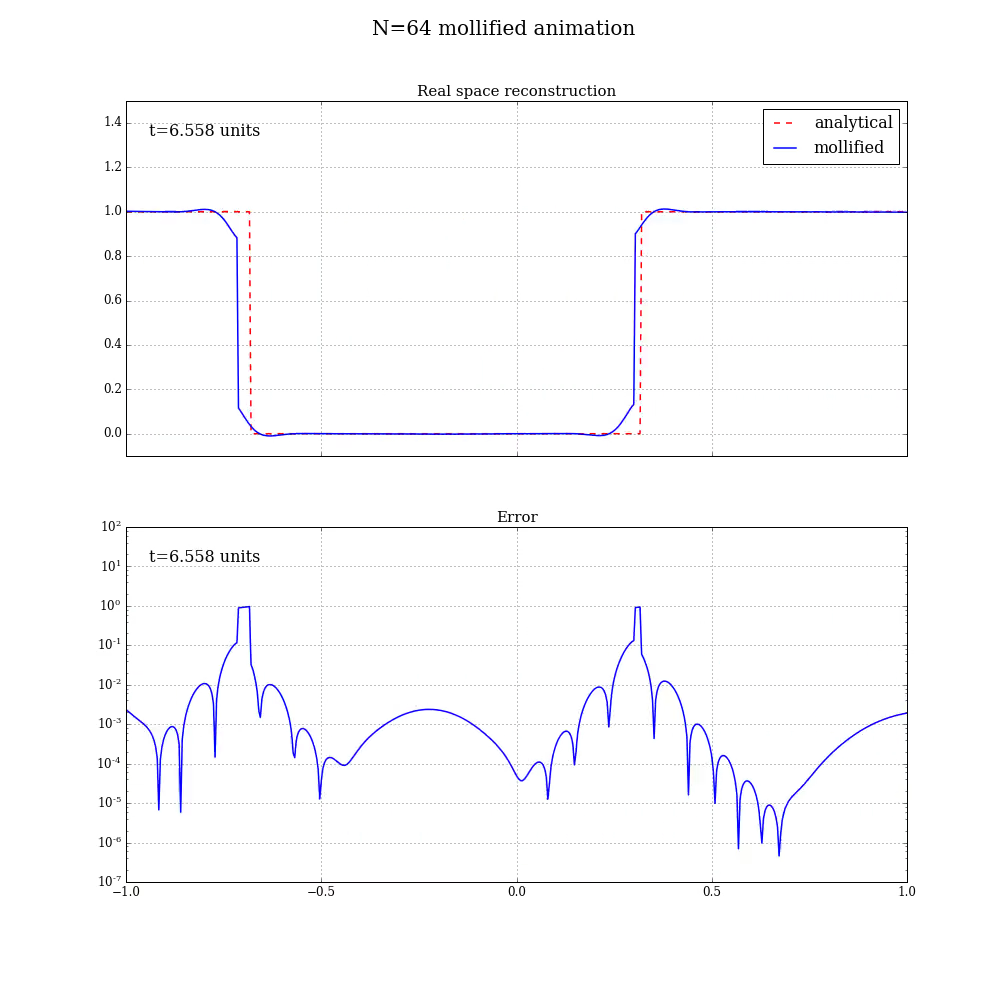 N=64 mollified animation
Real space reconstruction
t=6.558 units
analytical
mollified
1.4
1.2
1.0
0.8
0.6
0.4
0.2
0.0
Error
t=6.558 units
10²
10¹
10⁰
10⁻¹
10⁻²
10⁻³
10⁻⁴
10⁻⁵
10⁻⁶
10⁻⁷
−1.0 −0.5 0.0 0.5 1.0